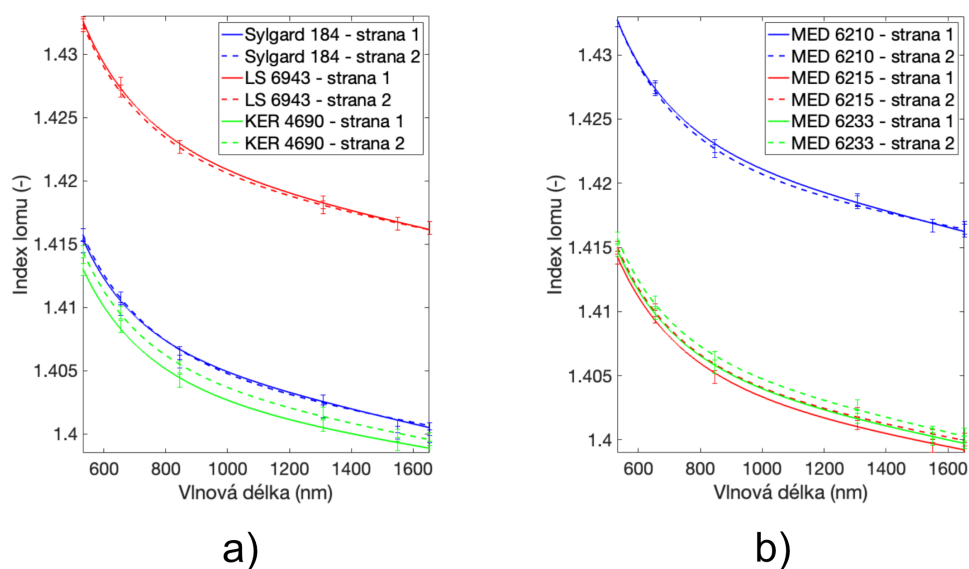 1.43
1.425
1.42
1.415
1.41
1.405
1.4
Index lomu (-)
Sylgard 184 - strana 1
Sylgard 184 - strana 2
LS 6943 - strana 1
LS 6943 - strana 2
KER 4690 - strana 1
KER 4690 - strana 2
600 800 1000 1200 1400 1600
Vlnová délka (nm)
a)
1.43
1.425
1.42
1.415
1.41
1.405
1.4
Index lomu (-)
MED 6210 - strana 1
MED 6210 - strana 2
MED 6215 - strana 1
MED 6215 - strana 2
MED 6233 - strana 1
MED 6233 - strana 2
600 800 1000 1200 1400 1600
Vlnová délka (nm)
b)